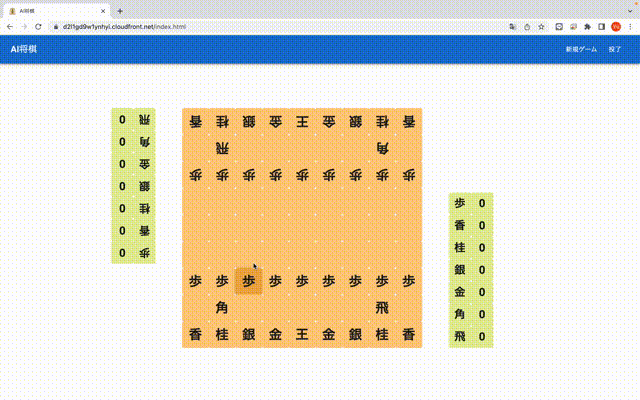 AI将棋
d2l1gd9w1ynhyi.cloudfront.net/index.html
AI将棋 新規ゲーム 投了
0 飛
0 角
0 金
0 銀
0 桂
0 香
0 歩
香 桂 銀 金 王 金 銀 桂 香
飛 角
歩 歩 歩 歩 歩 歩 歩 歩 歩
歩 歩 歩 歩 歩 歩 歩 歩 歩
角 飛
香 桂 銀 金 王 金 銀 桂 香
歩 0
香 0
桂 0
銀 0
金 0
角 0
飛 0